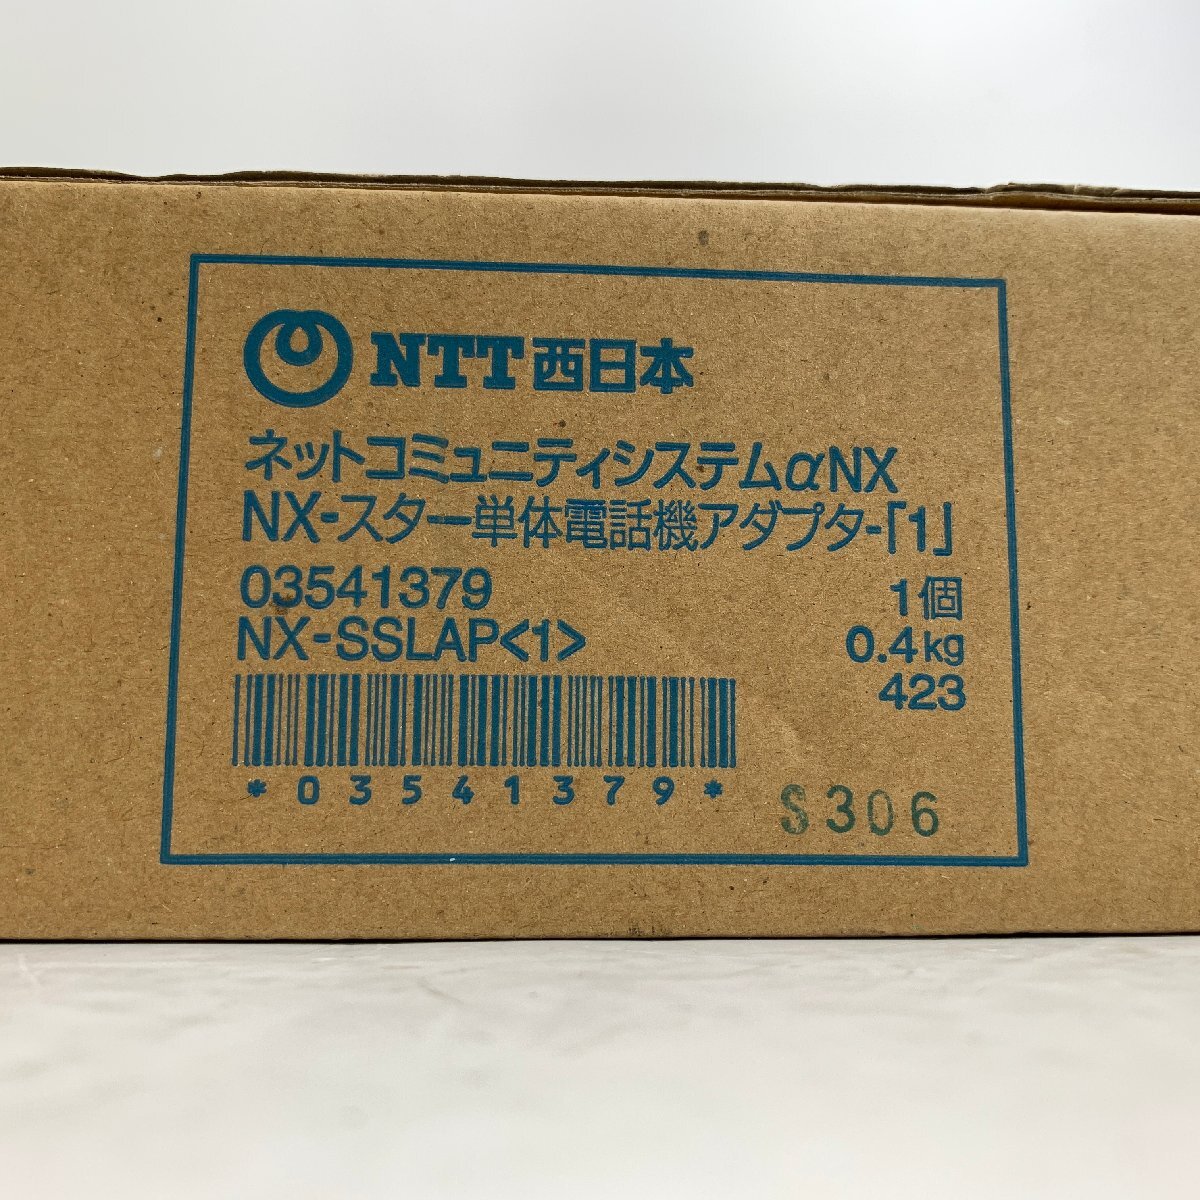 NTT西日本
ネットコミュニティシステムαNX
NX-スター単体電話機アダプタ-「1」
03541379 1個
NX-SSLAP<1> 0.4kg
423
*03541379*
S306